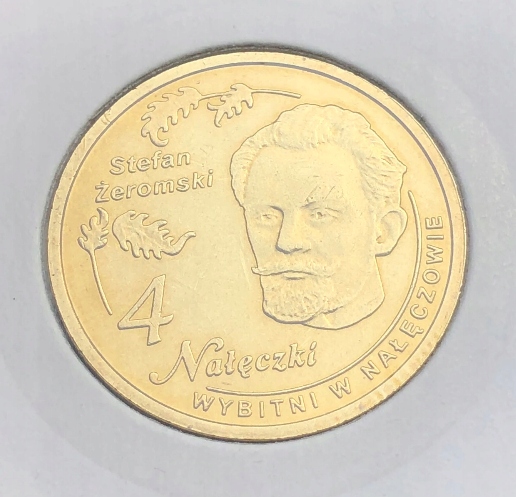 Stefan
Żeromski
4
Nałęczki
WYBITNI W NAŁĘCZOWIE